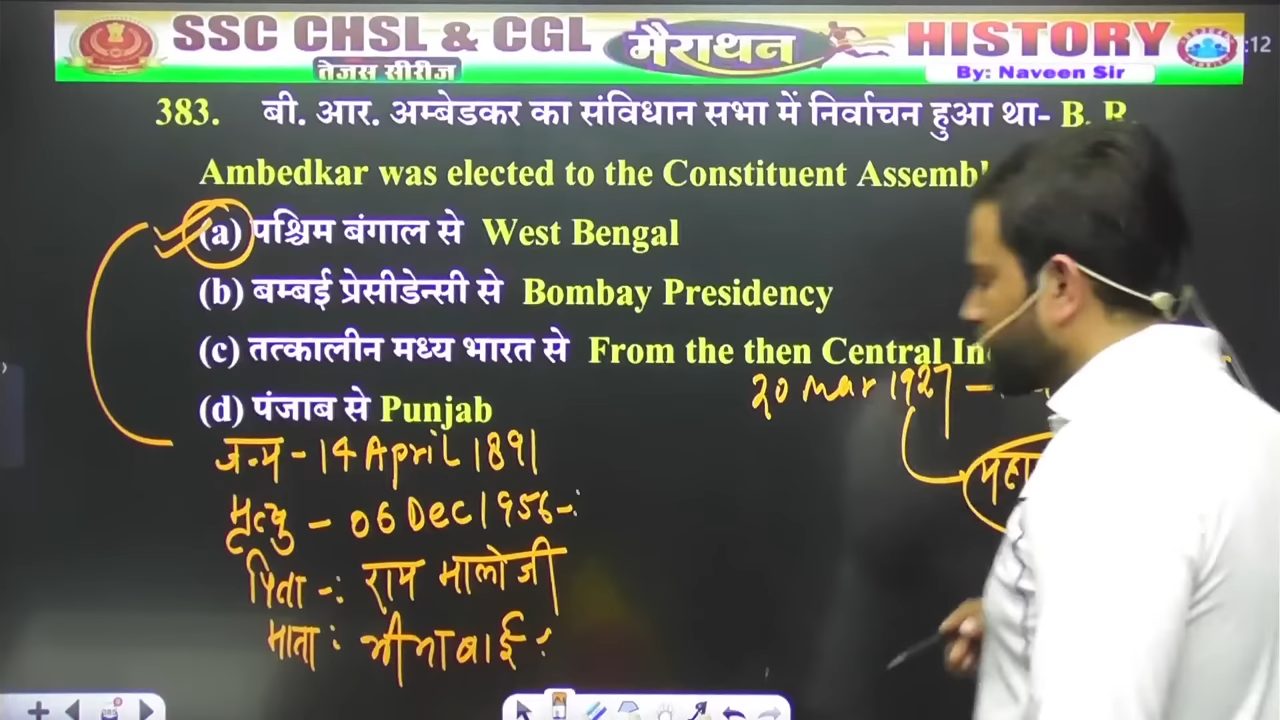 SSC CHSL & CGL मैराथन HISTORY :12
तेजस सीरीज By: Naveen Sir
383. बी. आर. अम्बेडकर का संविधान सभा में निर्वाचन हुआ था- B. R.
Ambedkar was elected to the Constituent Assembl
(a) पश्चिम बंगाल से West Bengal
(b) बम्बई प्रेसीडेन्सी से Bombay Presidency
(c) तत्कालीन मध्य भारत से From the then Central In
(d) पंजाब से Punjab
20 Mar 1927 –
जन्म - 14 April 1891
महा
मृत्यु - 06 Dec 1956 -:
पिता -: राम मालोजी
माता : भीमाबाई :